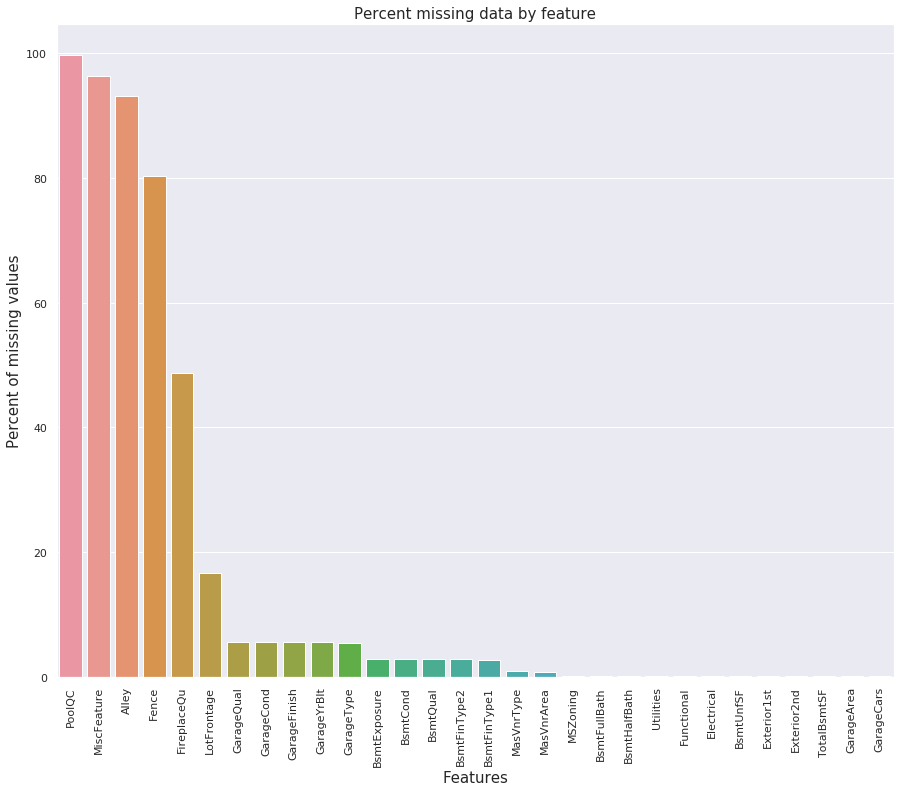 Percent missing data by feature
100
80
60
40
20
0
Percent of missing values
PoolQC
MiscFeature
Alley
Fence
FireplaceQu
LotFrontage
GarageQual
GarageCond
GarageFinish
GarageYrBlt
GarageType
BsmtExposure
BsmtCond
BsmtQual
BsmtFinType2
BsmtFinType1
MasVnrType
MasVnrArea
MSZoning
BsmtFullBath
BsmtHalfBath
Utilities
Functional
Electrical
BsmtUnfSF
Exterior1st
Exterior2nd
TotalBsmtSF
GarageArea
GarageCars
Features